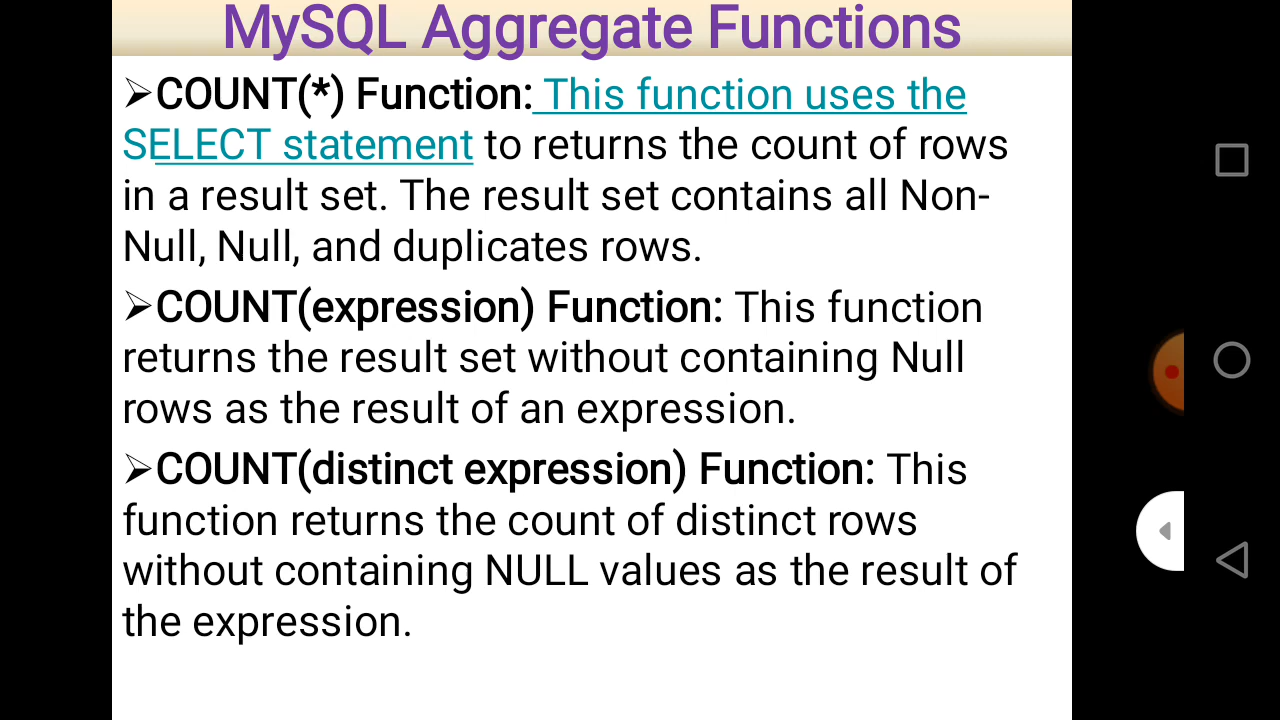 MySQL Aggregate Functions
➢COUNT(*) Function: This function uses the
SELECT statement to returns the count of rows
in a result set. The result set contains all Non-
Null, Null, and duplicates rows.
➢COUNT(expression) Function: This function
returns the result set without containing Null
rows as the result of an expression.
➢COUNT(distinct expression) Function: This
function returns the count of distinct rows
without containing NULL values as the result of
the expression.